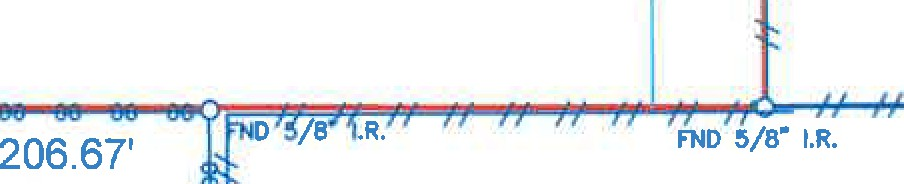 FND 5/8" I.R.
FND 5/8" I.R.
206.67'